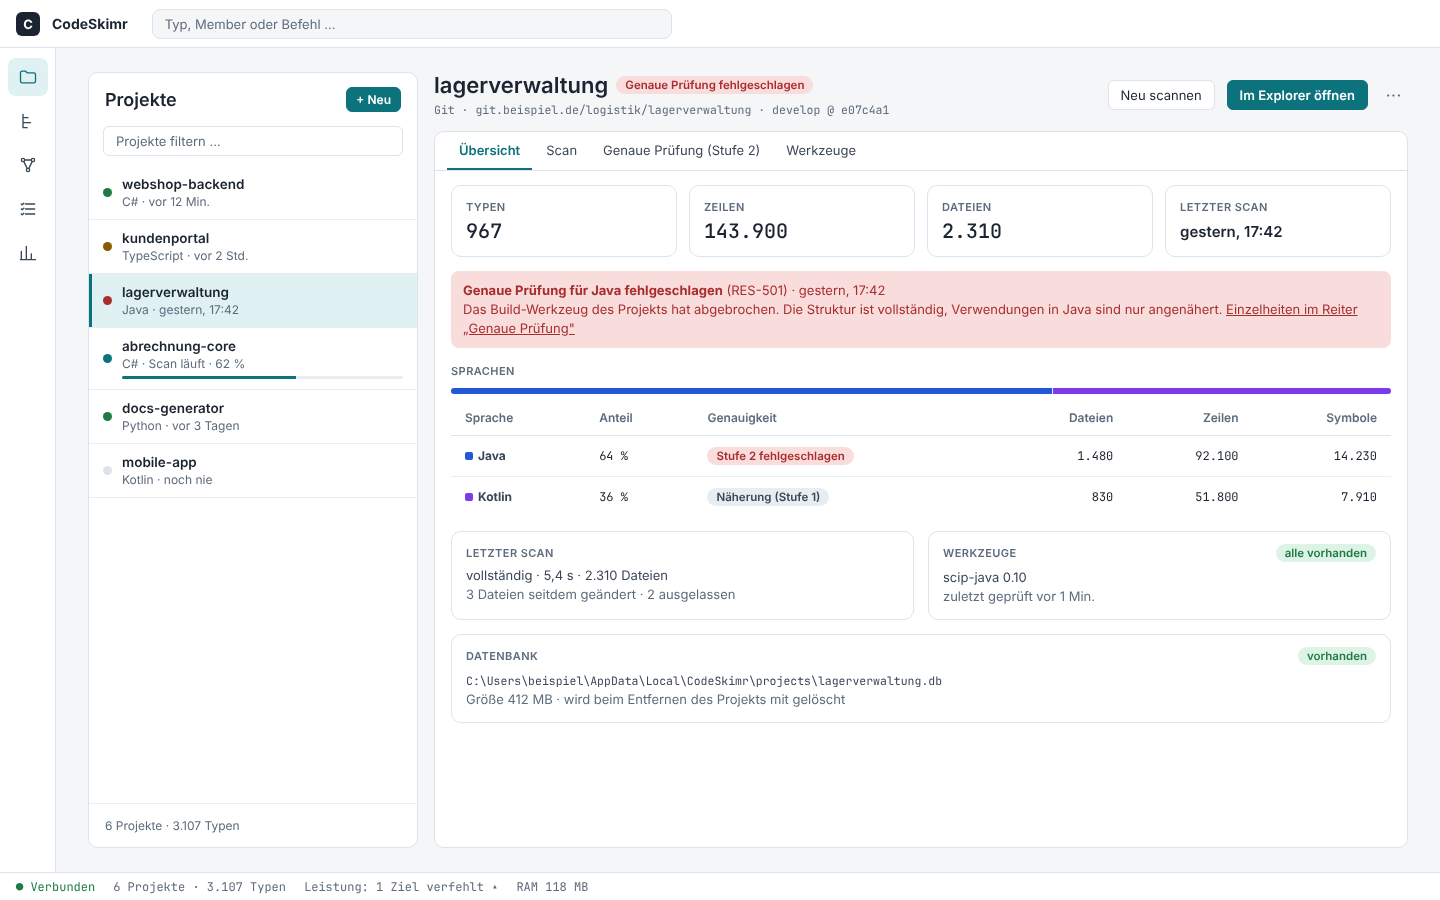 C CodeSkimr
Typ, Member oder Befehl ...
Projekte
+ Neu
Projekte filtern ...
webshop-backend
C# · vor 12 Min.
kundenportal
TypeScript · vor 2 Std.
lagerverwaltung
Java · gestern, 17:42
abrechnung-core
C# · Scan läuft · 62 %
docs-generator
Python · vor 3 Tagen
mobile-app
Kotlin · noch nie
6 Projekte · 3.107 Typen
lagerverwaltung Genaue Prüfung fehlgeschlagen
Git · git.beispiel.de/logistik/lagerverwaltung · develop @ e07c4a1
Neu scannen Im Explorer öffnen ...
Übersicht Scan Genaue Prüfung (Stufe 2) Werkzeuge
TYPEN
967
ZEILEN
143.900
DATEIEN
2.310
LETZTER SCAN
gestern, 17:42
Genaue Prüfung für Java fehlgeschlagen (RES-501) · gestern, 17:42
Das Build-Werkzeug des Projekts hat abgebrochen. Die Struktur ist vollständig, Verwendungen in Java sind nur angenähert. Einzelheiten im Reiter
„Genaue Prüfung"
SPRACHEN
Sprache Anteil Genauigkeit Dateien Zeilen Symbole
Java 64 % Stufe 2 fehlgeschlagen 1.480 92.100 14.230
Kotlin 36 % Näherung (Stufe 1) 830 51.800 7.910
LETZTER SCAN
vollständig · 5,4 s · 2.310 Dateien
3 Dateien seitdem geändert · 2 ausgelassen
WERKZEUGE alle vorhanden
scip-java 0.10
zuletzt geprüft vor 1 Min.
DATENBANK vorhanden
C:\Users\beispiel\AppData\Local\CodeSkimr\projects\lagerverwaltung.db
Größe 412 MB · wird beim Entfernen des Projekts mit gelöscht
Verbunden 6 Projekte · 3.107 Typen Leistung: 1 Ziel verfehlt ▴ RAM 118 MB